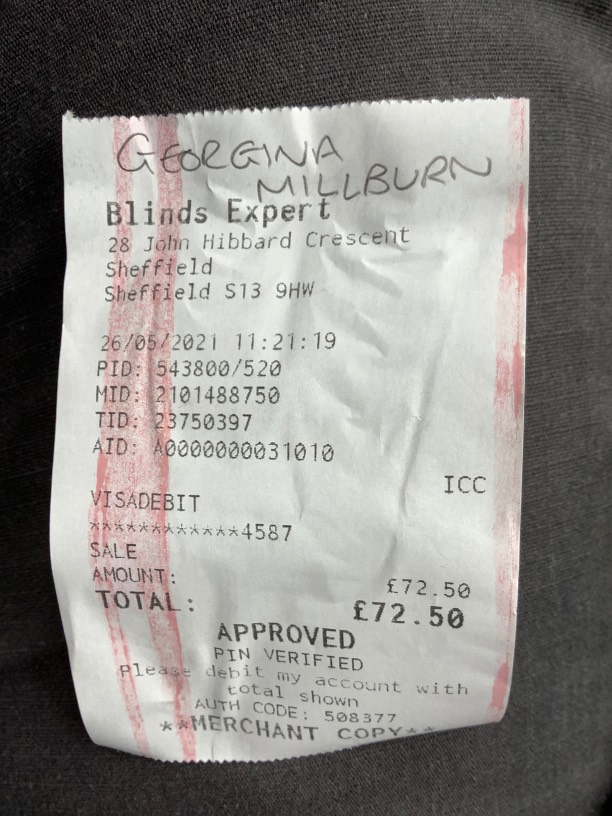 GEORGINA
MILLBURN
Blinds Expert
28 John Hibbard Crescent
Sheffield
Sheffield S13 9HW
26/05/2021 11:21:19
PID: 543800/520
MID: 2101488750
TID: 23750397
AID: A0000000031010
ICC
VISADEBIT
************4587
SALE
AMOUNT: £72.50
TOTAL: £72.50
APPROVED
PIN VERIFIED
Please debit my account with
total shown
AUTH CODE: 508377
**MERCHANT COPY**